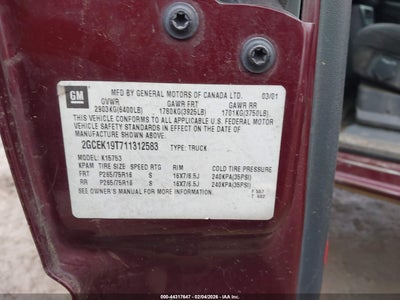 GM
MFD BY GENERAL MOTORS OF CANADA LTD. 03/01
GVWR GAWR FRT GAWR RR
2903KG(6400LB) 1780KG(3925LB) 1701KG(3750LB)
THIS VEHICLE CONFORMS TO ALL APPLICABLE U.S. FEDERAL MOTOR
VEHICLE SAFETY STANDARDS IN EFFECT ON THE DATE OF
MANUFACTURE SHOWN ABOVE.
2GCEK19T711312583 TYPE: TRUCK
MODEL: K15753
KPAM TIRE SIZE SPEED RTG RIM COLD TIRE PRESSURE
FRT P265/75R16 S 16X7/6.5J 240KPA(35PSI)
RR P265/75R16 S 16X7/6.5J 240KPA(35PSI)
SEE OWNER'S MANUAL FOR MORE INFORMATION.
000-44317647 - 02/04/2026 - IAAI.COM